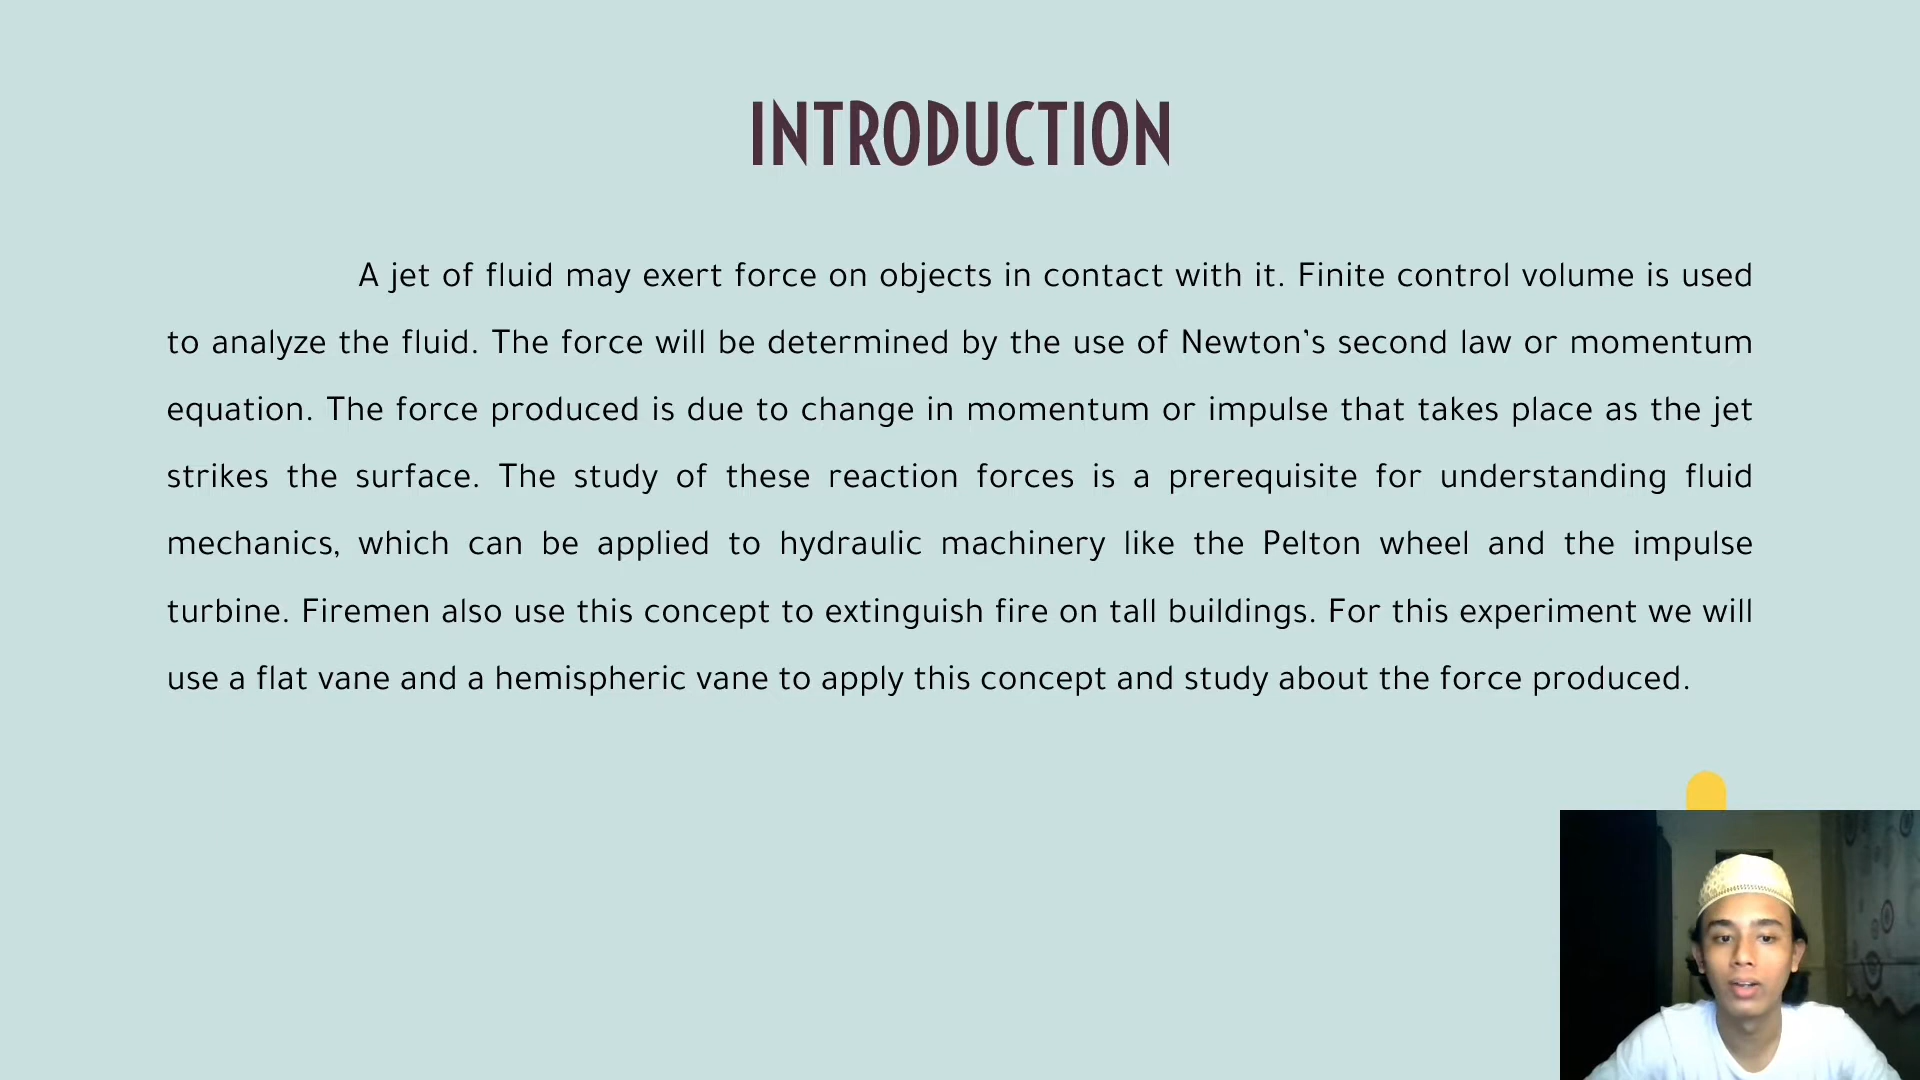 INTRODUCTION
A jet of fluid may exert force on objects in contact with it. Finite control volume is used
to analyze the fluid. The force will be determined by the use of Newton's second law or momentum
equation. The force produced is due to change in momentum or impulse that takes place as the jet
strikes the surface. The study of these reaction forces is a prerequisite for understanding fluid
mechanics, which can be applied to hydraulic machinery like the Pelton wheel and the impulse
turbine. Firemen also use this concept to extinguish fire on tall buildings. For this experiment we will
use a flat vane and a hemispheric vane to apply this concept and study about the force produced.